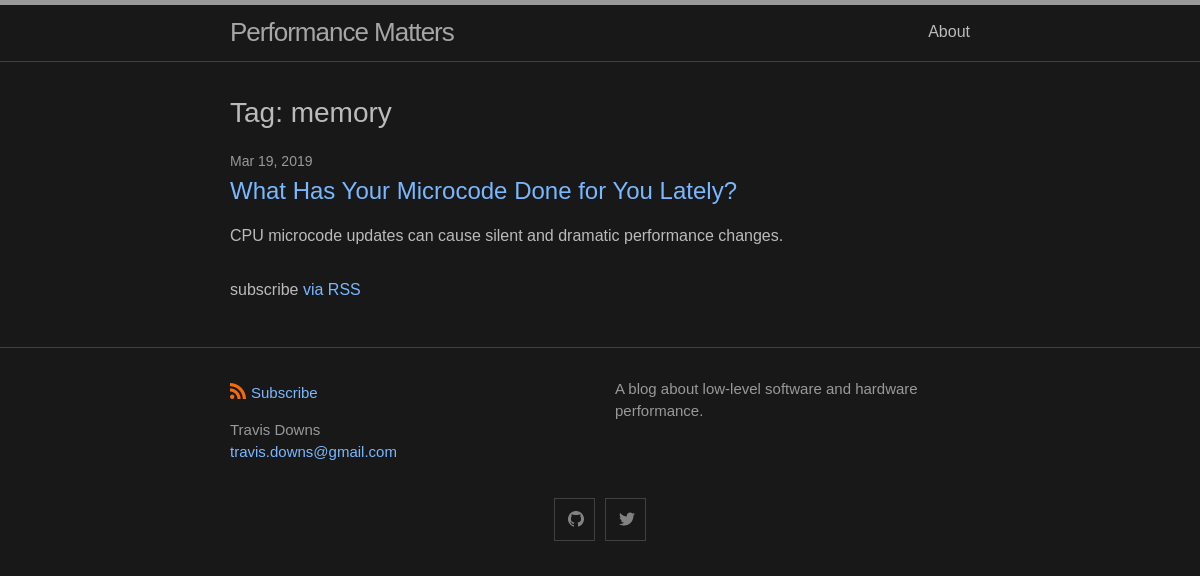 Performance Matters
About
Tag: memory
Mar 19, 2019
What Has Your Microcode Done for You Lately?
CPU microcode updates can cause silent and dramatic performance changes.
subscribe via RSS
Subscribe
Travis Downs
travis.downs@gmail.com
A blog about low-level software and hardware
performance.